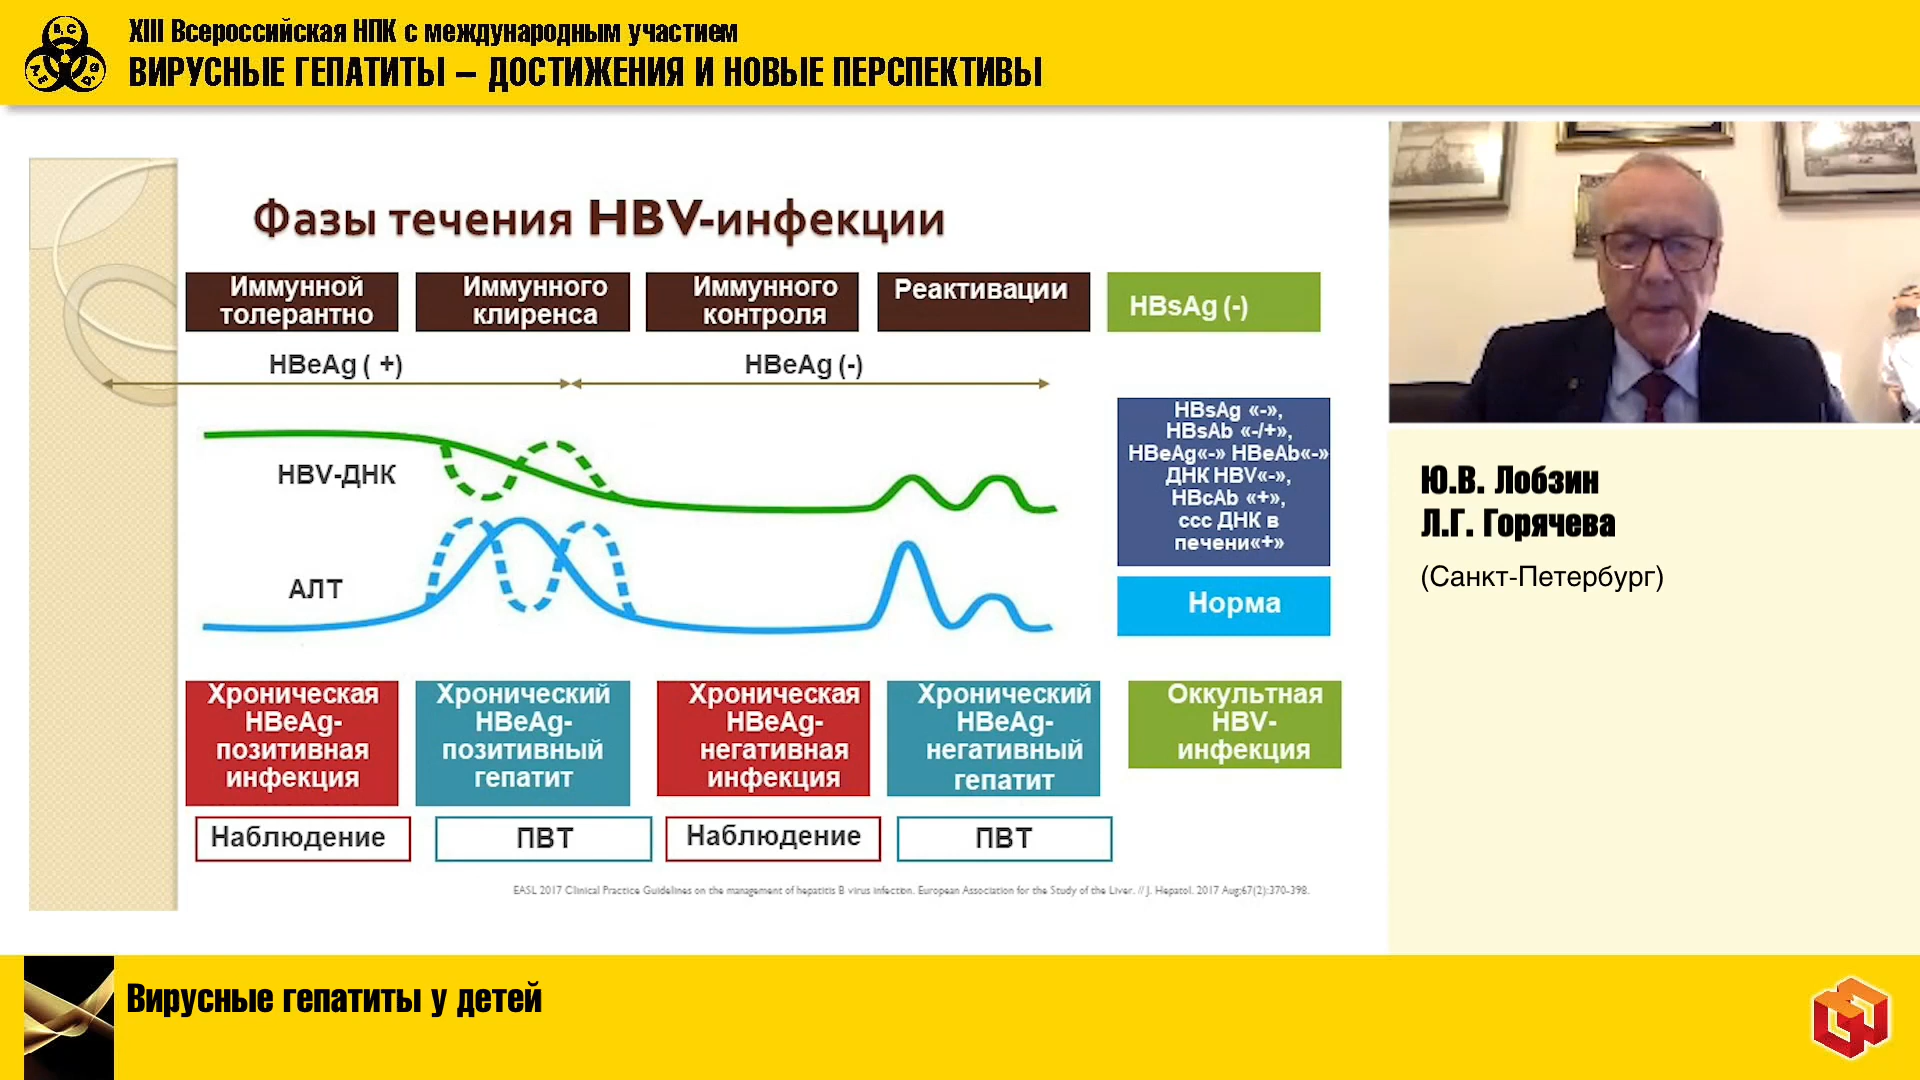 XIII Всероссийская НПК с международным участием
ВИРУСНЫЕ ГЕПАТИТЫ – ДОСТИЖЕНИЯ И НОВЫЕ ПЕРСПЕКТИВЫ
Фазы течения HBV-инфекции
Иммунной
толерантно
Иммунного
клиренса
Иммунного
контроля
Реактивации
HBsAg (-)
HBeAg ( +)
HBeAg (-)
HBV-ДНК
АЛТ
HBsAg «-»,
HBsAb «-/+»,
HBeAg«-» HBeAb«-»
ДНК HBV«-»,
HBcAb «+»,
ссс ДНК в
печени«+»
Норма
Хроническая
HBeAg-
позитивная
инфекция
Хронический
HBeAg-
позитивный
гепатит
Хроническая
HBeAg-
негативная
инфекция
Хронический
HBeAg-
негативный
гепатит
Оккультная
HBV-
инфекция
Наблюдение
ПВТ
Наблюдение
ПВТ
EASL 2017 Clinical Practice Guidelines on the management of hepatitis B virus infection. European Association for the Study of the Liver. // J. Hepatol. 2017 Aug;67(2):370-398.
Ю.В. Лобзин
Л.Г. Горячева
(Санкт-Петербург)
Вирусные гепатиты у детей